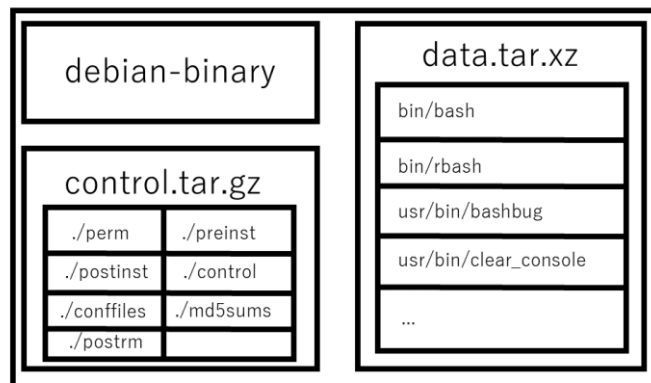 debian-binary
control.tar.gz
./perm ./preinst
./postinst ./control
./conffiles ./md5sums
./postrm
data.tar.xz
bin/bash
bin/rbash
usr/bin/bashbug
usr/bin/clear_console
...